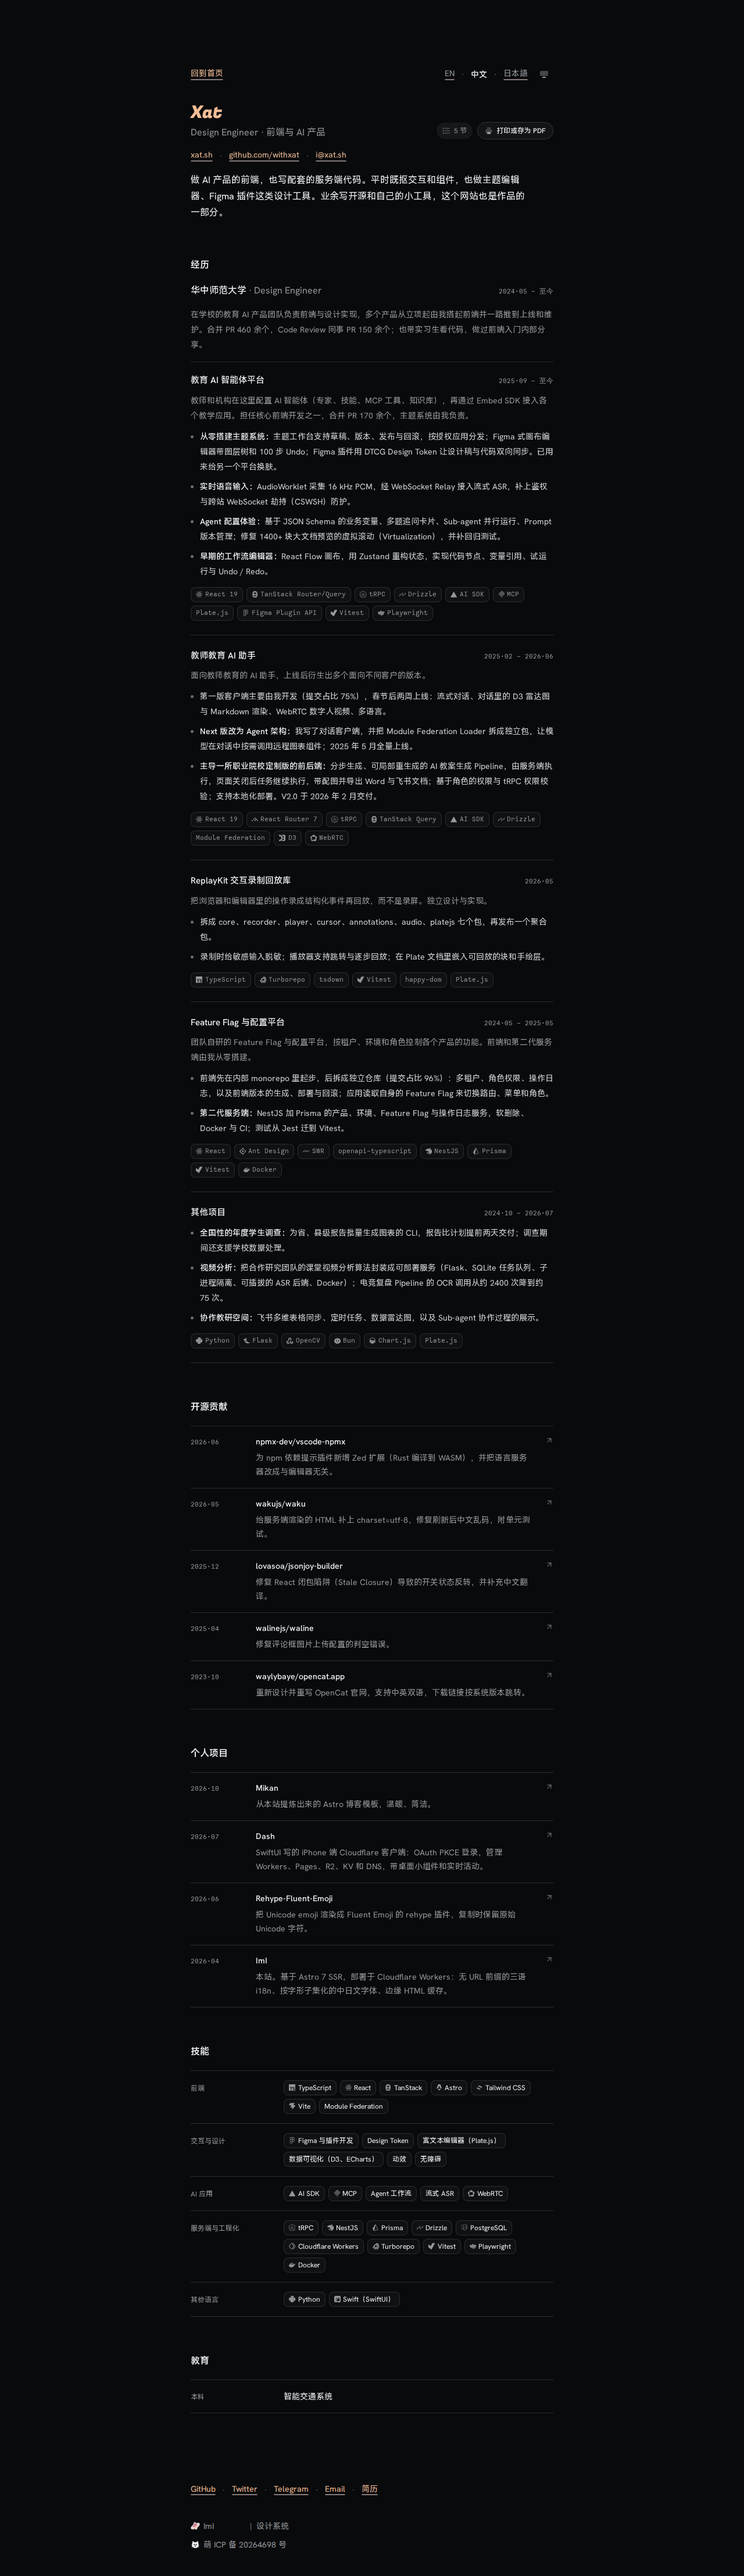 回到首页
EN · 中文 · 日本語
Xat
Design Engineer · 前端与 AI 产品
5 节
打印或存为 PDF
xat.sh · github.com/withxat · i@xat.sh
做 AI 产品的前端，也写配套的服务端代码。平时既抠交互和组件，也做主题编辑
器、Figma 插件这类设计工具。业余写开源和自己的小工具，这个网站也是作品的
一部分。
经历
华中师范大学 · Design Engineer
2024-05 – 至今
在学校的教育 AI 产品团队负责前端与设计实现，多个产品从立项起由我搭起前端并一路推到上线和维
护。合并 PR 460 余个，Code Review 同事 PR 150 余个；也带实习生看代码，做过前端入门内部分
享。
教育 AI 智能体平台
2025-09 – 至今
教师和机构在这里配置 AI 智能体（专家、技能、MCP 工具、知识库），再通过 Embed SDK 接入各
个教学应用。担任核心前端开发之一，合并 PR 170 余个，主题系统由我负责。
从零搭建主题系统：主题工作台支持草稿、版本、发布与回滚，按授权应用分发；Figma 式画布编
辑器带图层树和 100 步 Undo；Figma 插件用 DTCG Design Token 让设计稿与代码双向同步。已用
来给另一个平台换肤。
实时语音输入：AudioWorklet 采集 16 kHz PCM，经 WebSocket Relay 接入流式 ASR，补上鉴权
与跨站 WebSocket 劫持（CSWSH）防护。
Agent 配置体验：基于 JSON Schema 的业务变量、多题追问卡片、Sub-agent 并行运行、Prompt
版本管理；修复 1400+ 块大文档预览的虚拟滚动（Virtualization），并补回归测试。
早期的工作流编辑器：React Flow 画布，用 Zustand 重构状态，实现代码节点、变量引用、试运
行与 Undo / Redo。
React 19 TanStack Router/Query tRPC Drizzle AI SDK MCP
Plate.js Figma Plugin API Vitest Playwright
教师教育 AI 助手
2025-02 – 2026-06
面向教师教育的 AI 助手，上线后衍生出多个面向不同客户的版本。
第一版客户端主要由我开发（提交占比 75%），春节后两周上线：流式对话、对话里的 D3 雷达图
与 Markdown 渲染、WebRTC 数字人视频、多语言。
Next 版改为 Agent 架构：我写了对话客户端，并把 Module Federation Loader 拆成独立包，让模
型在对话中按需调用远程图表组件；2025 年 5 月全量上线。
主导一所职业院校定制版的前后端：分步生成、可局部重生成的 AI 教案生成 Pipeline，由服务端执
行，页面关闭后任务继续执行，带配图并导出 Word 与飞书文档；基于角色的权限与 tRPC 权限校
验；支持本地化部署。V2.0 于 2026 年 2 月交付。
React 19 React Router 7 tRPC TanStack Query AI SDK Drizzle
Module Federation D3 WebRTC
ReplayKit 交互录制回放库
2026-05
把浏览器和编辑器里的操作录成结构化事件再回放，而不是录屏。独立设计与实现。
拆成 core、recorder、player、cursor、annotations、audio、platejs 七个包，再发布一个聚合
包。
录制时给敏感输入脱敏；播放器支持跳转与逐步回放；在 Plate 文档里嵌入可回放的块和手绘层。
TypeScript Turborepo tsdown Vitest happy-dom Plate.js
Feature Flag 与配置平台
2024-05 – 2025-05
团队自研的 Feature Flag 与配置平台，按租户、环境和角色控制各个产品的功能。前端和第二代服务
端由我从零搭建。
前端先在内部 monorepo 里起步，后拆成独立仓库（提交占比 96%）：多租户、角色权限、操作日
志，以及前端版本的生成、部署与回滚；应用读取自身的 Feature Flag 来切换路由、菜单和角色。
第二代服务端：NestJS 加 Prisma 的产品、环境、Feature Flag 与操作日志服务，软删除、
Docker 与 CI；测试从 Jest 迁到 Vitest。
React Ant Design SWR openapi-typescript NestJS Prisma
Vitest Docker
其他项目
2024-10 – 2026-07
全国性的年度学生调查：为省、县级报告批量生成图表的 CLI，报告比计划提前两天交付；调查期
间还支援学校数据处理。
视频分析：把合作研究团队的课堂视频分析算法封装成可部署服务（Flask、SQLite 任务队列、子
进程隔离、可插拔的 ASR 后端、Docker）；电竞复盘 Pipeline 的 OCR 调用从约 2400 次降到约
75 次。
协作教研空间：飞书多维表格同步、定时任务、数据雷达图，以及 Sub-agent 协作过程的展示。
Python Flask OpenCV Bun Chart.js Plate.js
开源贡献
2026-06
npmx-dev/vscode-npmx
为 npm 依赖提示插件新增 Zed 扩展（Rust 编译到 WASM），并把语言服务
器改成与编辑器无关。
2026-05
wakujs/waku
给服务端渲染的 HTML 补上 charset=utf-8，修复刷新后中文乱码，附单元测
试。
2025-12
lovasoa/jsonjoy-builder
修复 React 闭包陷阱（Stale Closure）导致的开关状态反转，并补充中文翻
译。
2025-04
walinejs/waline
修复评论框图片上传配置的判空错误。
2023-10
waylybaye/opencat.app
重新设计并重写 OpenCat 官网，支持中英双语，下载链接按系统版本跳转。
个人项目
2026-10
Mikan
从本站提炼出来的 Astro 博客模板，温暖、简洁。
2026-07
Dash
SwiftUI 写的 iPhone 端 Cloudflare 客户端：OAuth PKCE 登录，管理
Workers、Pages、R2、KV 和 DNS，带桌面小组件和实时活动。
2026-06
Rehype-Fluent-Emoji
把 Unicode emoji 渲染成 Fluent Emoji 的 rehype 插件，复制时保留原始
Unicode 字符。
2026-04
Iml
本站。基于 Astro 7 SSR，部署于 Cloudflare Workers：无 URL 前缀的三语
i18n、按字形子集化的中日文字体、边缘 HTML 缓存。
技能
前端
TypeScript React TanStack Astro Tailwind CSS
Vite Module Federation
交互与设计
Figma 与插件开发 Design Token 富文本编辑器（Plate.js）
数据可视化（D3、ECharts） 动效 无障碍
AI 应用
AI SDK MCP Agent 工作流 流式 ASR WebRTC
服务端与工程化
tRPC NestJS Prisma Drizzle PostgreSQL
Cloudflare Workers Turborepo Vitest Playwright
Docker
其他语言
Python Swift（SwiftUI）
教育
本科
智能交通系统
GitHub · Twitter · Telegram · Email · 简历
Iml | 设计系统
萌 ICP 备 20264698 号